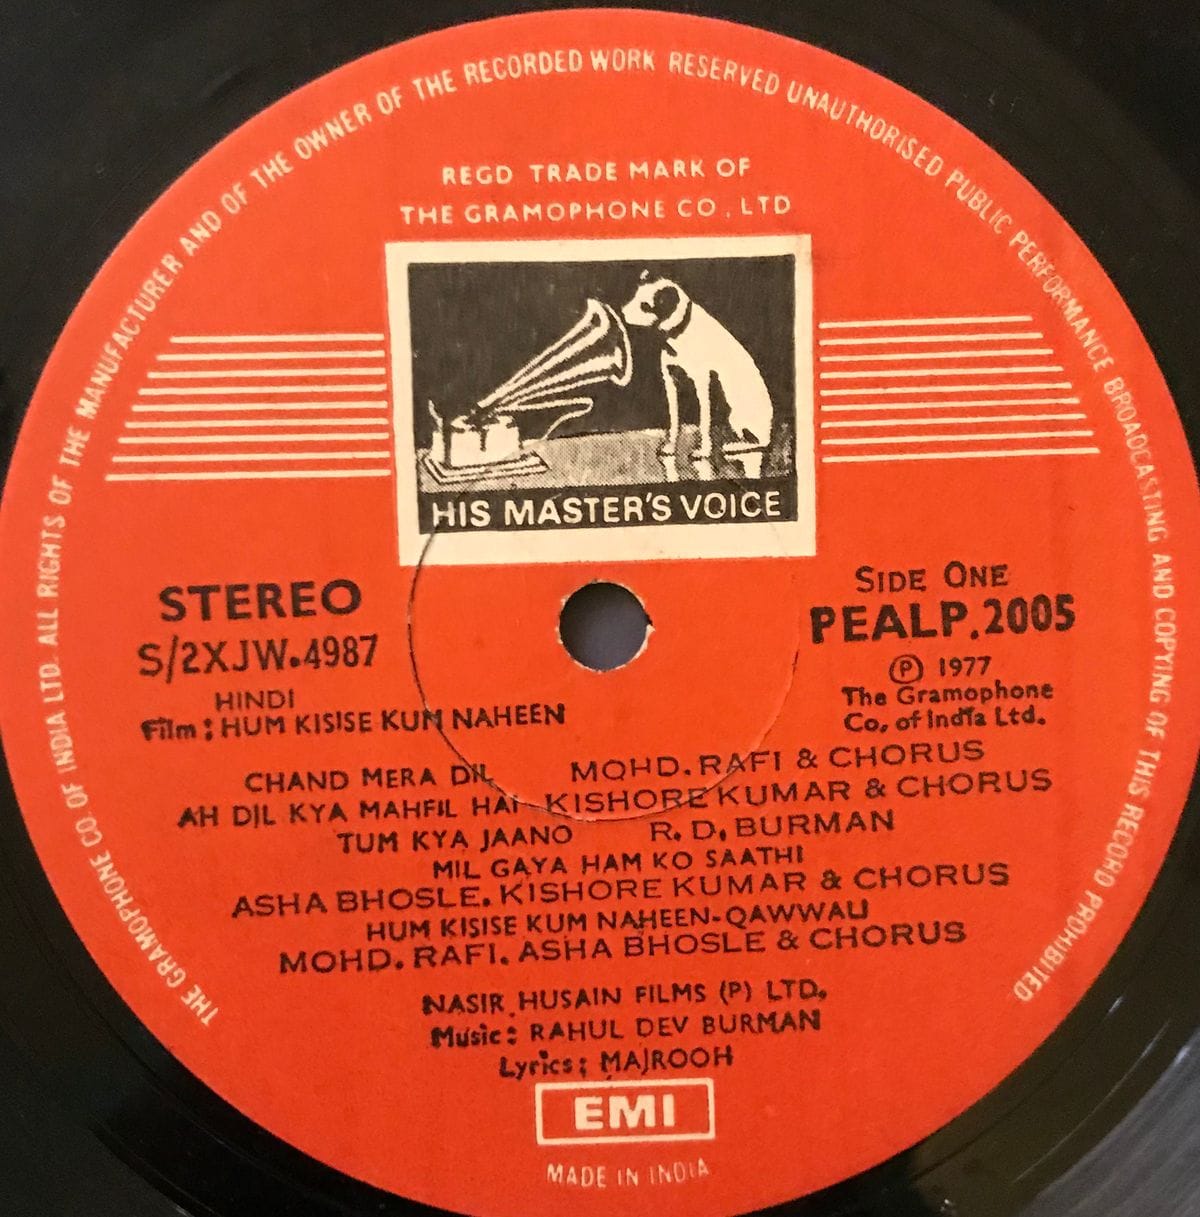 THE GRAMOPHONE CO. OF INDIA LTD. ALL RIGHTS OF THE MANUFACTURER AND OF THE OWNER OF THE RECORDED WORK RESERVED UNAUTHORISED PUBLIC PERFORMANCE BROADCASTING AND COPYING OF THIS RECORD PROHIBITED
REGD TRADE MARK OF
THE GRAMOPHONE CO. LTD
HIS MASTER'S VOICE
STEREO
S/2XJW.4987
SIDE ONE
PEALP.2005
Ⓟ 1977
The Gramophone
Co. of India Ltd.
HINDI
Film: HUM KISISE KUM NAHEEN
CHAND MERA DIL MOHD. RAFI & CHORUS
AH DIL KYA MAHFIL HAI KISHORE KUMAR & CHORUS
TUM KYA JAANO R. D. BURMAN
MIL GAYA HAM KO SAATHI
ASHA BHOSLE. KISHORE KUMAR & CHORUS
HUM KISISE KUM NAHEEN-QAWWALI
MOHD. RAFI. ASHA BHOSLE & CHORUS
NASIR HUSAIN FILMS (P) LTD.
Music: RAHUL DEV BURMAN
Lyrics: MAJROOH
EMI
MADE IN INDIA